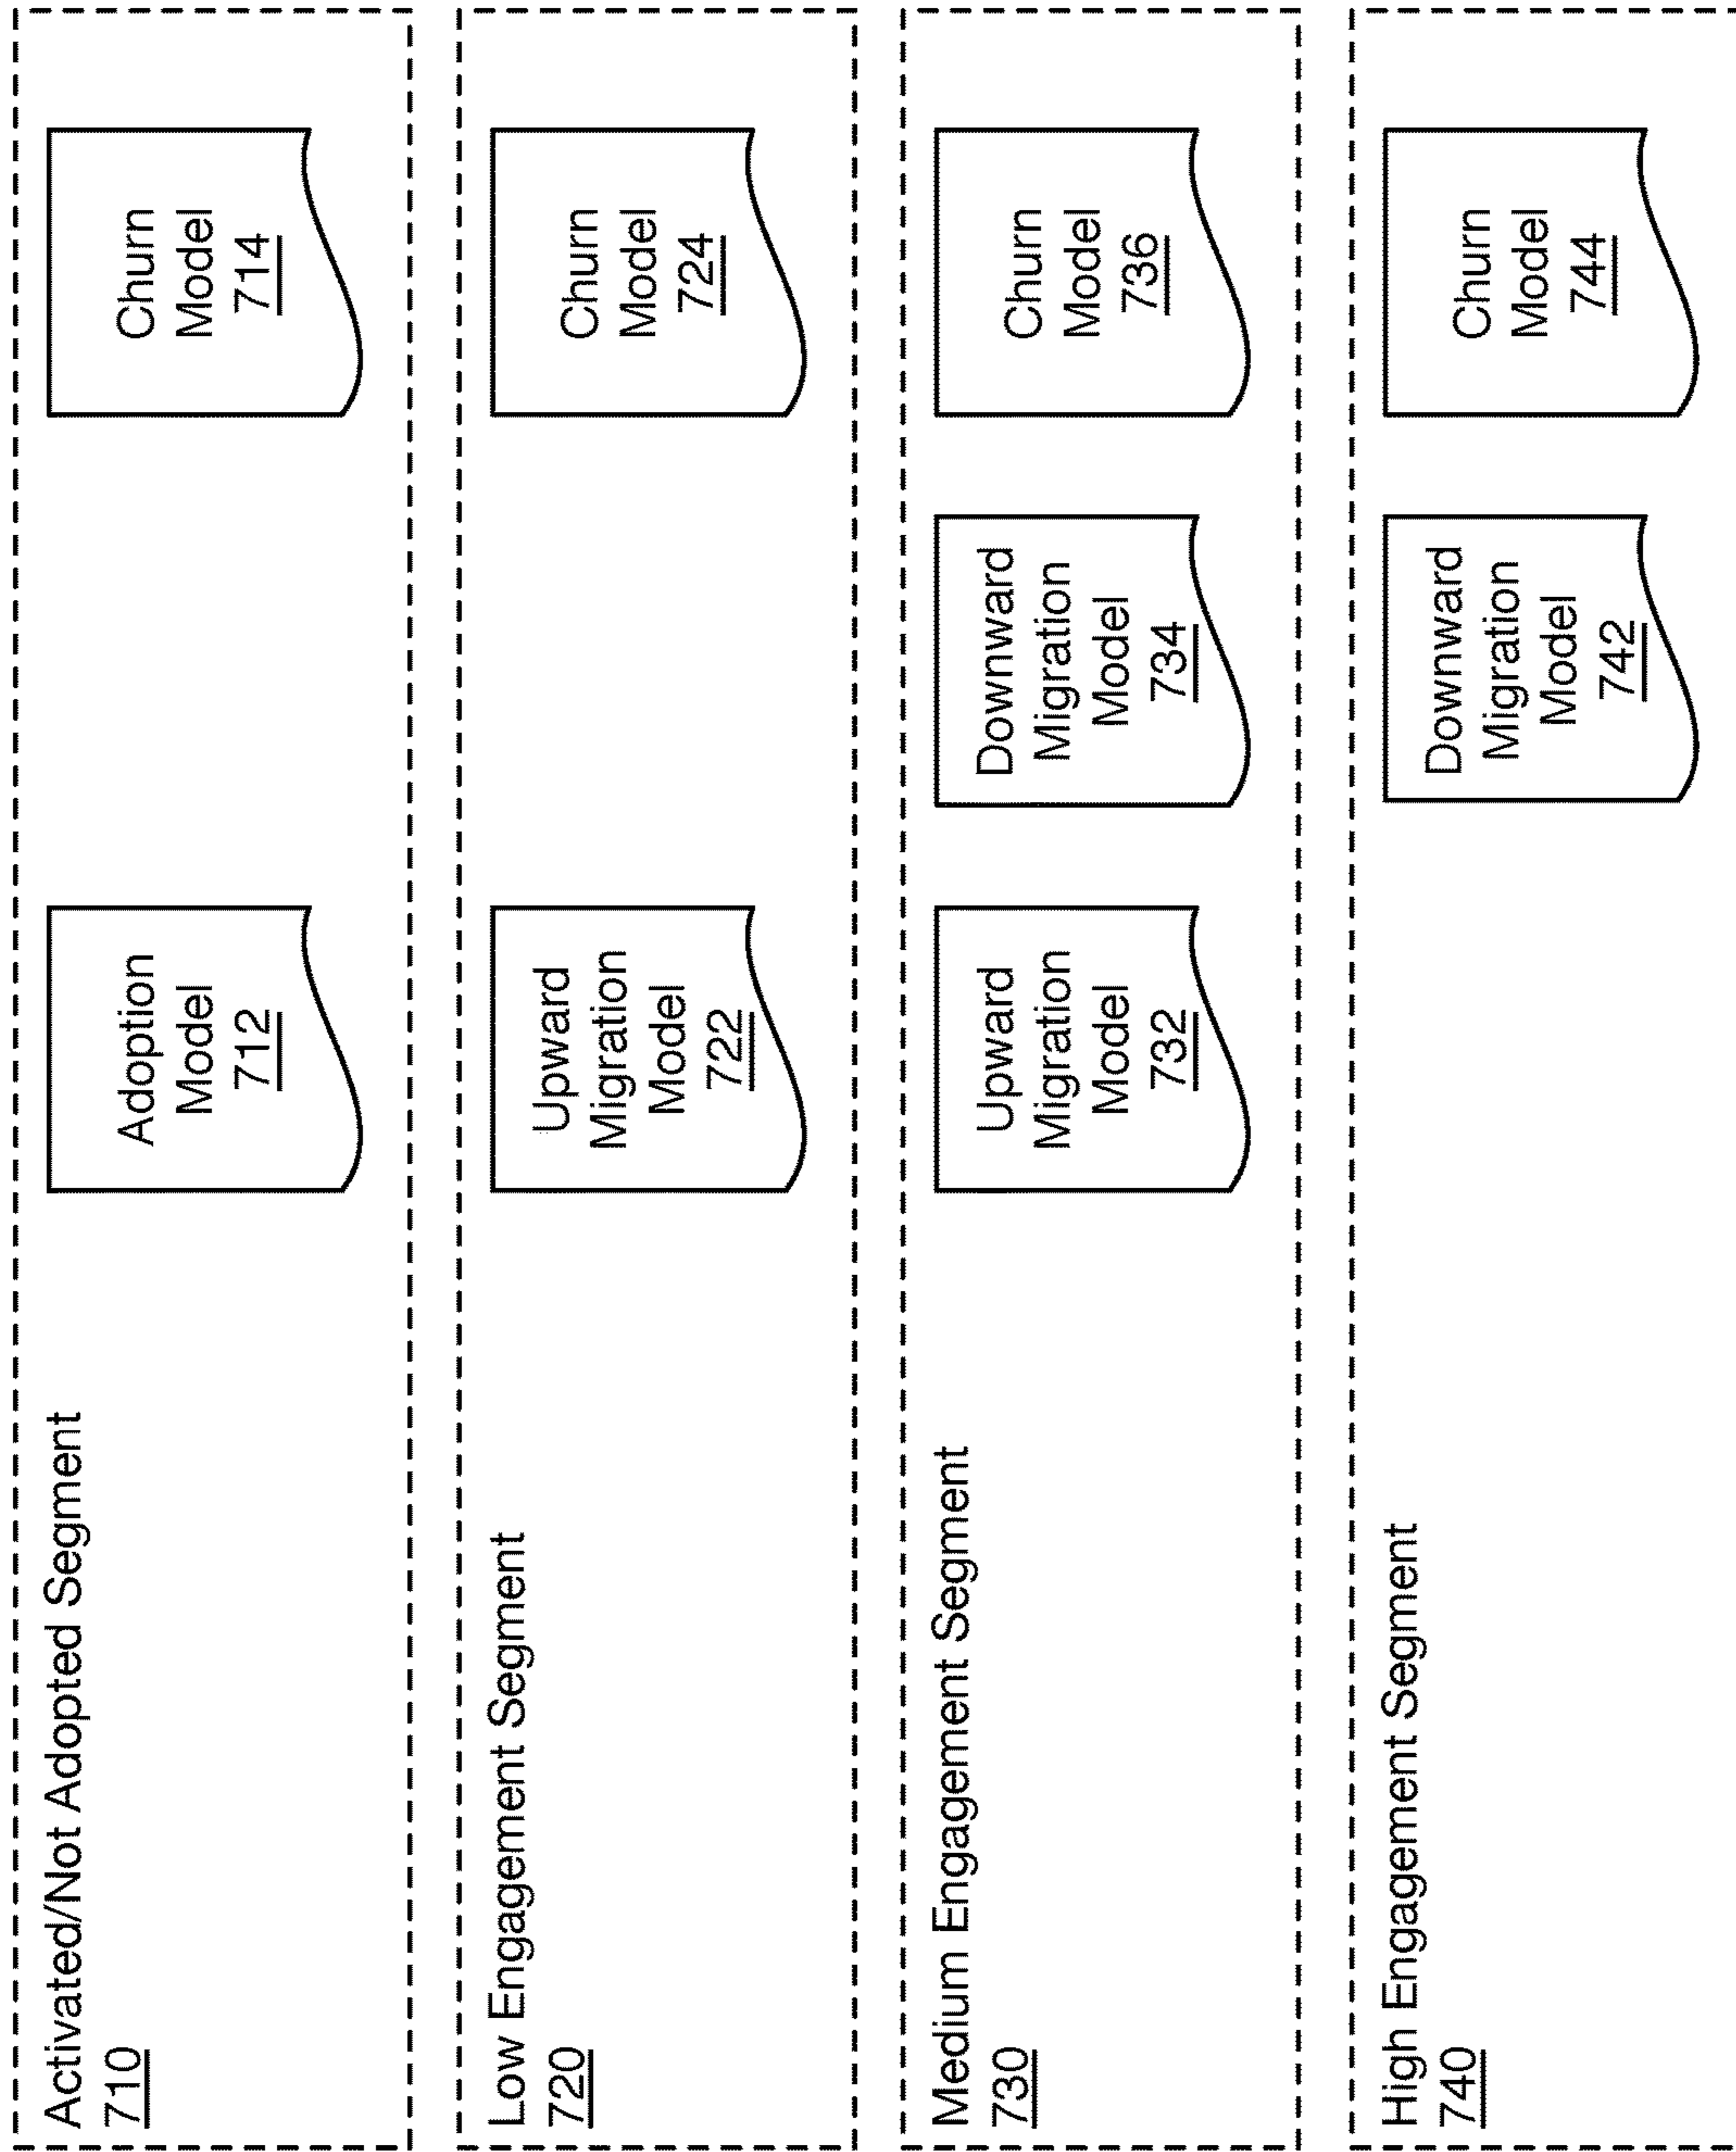 Activated/Not Adopted Segment
710
Adoption
Model
712
Churn
Model
714
Low Engagement Segment
720
Upward
Migration
Model
722
Churn
Model
724
Medium Engagement Segment
730
Upward
Migration
Model
732
Downward
Migration
Model
734
Churn
Model
736
High Engagement Segment
740
Downward
Migration
Model
742
Churn
Model
744